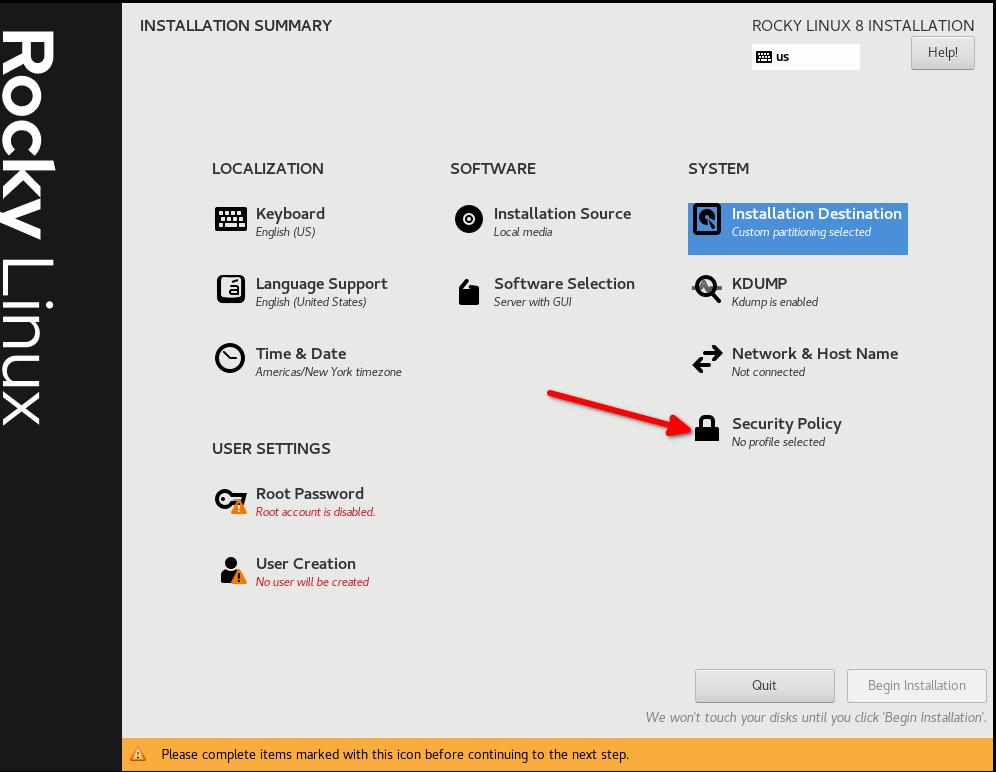 Rocky Linux
INSTALLATION SUMMARY
ROCKY LINUX 8 INSTALLATION
us
Help!
LOCALIZATION
Keyboard
English (US)
Language Support
English (United States)
Time & Date
Americas/New York timezone
SOFTWARE
Installation Source
Local media
Software Selection
Server with GUI
SYSTEM
Installation Destination
Custom partitioning selected
KDUMP
Kdump is enabled
Network & Host Name
Not connected
Security Policy
No profile selected
USER SETTINGS
Root Password
Root account is disabled.
User Creation
No user will be created
Quit
Begin Installation
We won't touch your disks until you click 'Begin Installation'.
Please complete items marked with this icon before continuing to the next step.